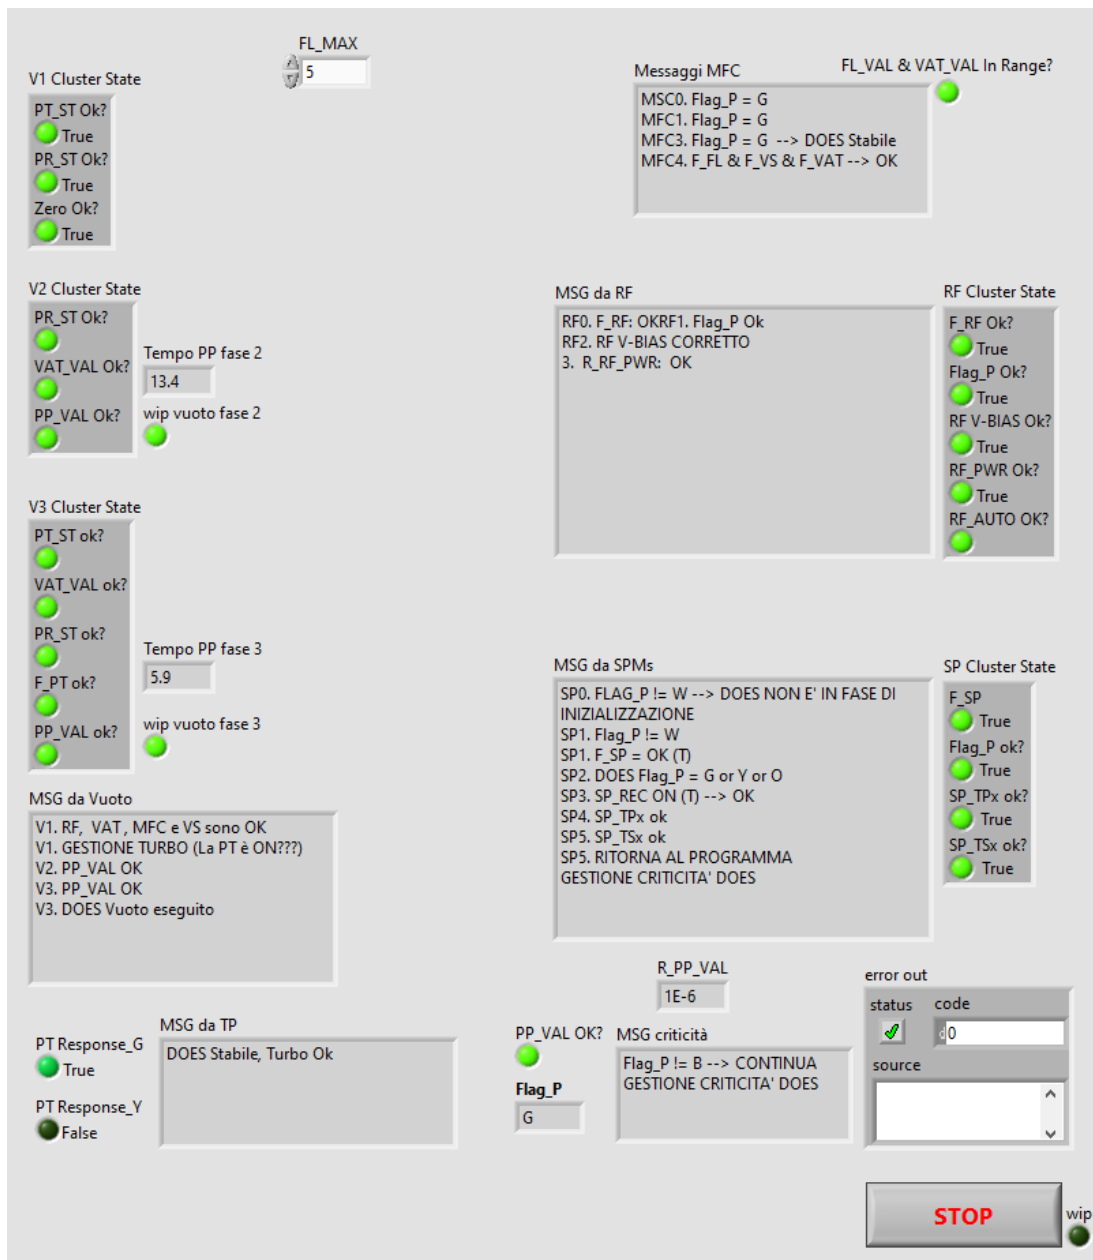 FL_MAX
5
V1 Cluster State
PT_ST Ok?
True
PR_ST Ok?
True
Zero Ok?
True
Messaggi MFC
MSC0. Flag_P = G
MFC1. Flag_P = G
MFC3. Flag_P = G --> DOES Stabile
MFC4. F_FL & F_VS & F_VAT --> OK
FL_VAL & VAT_VAL In Range?
V2 Cluster State
PR_ST Ok?
VAT_VAL Ok?
PP_VAL Ok?
Tempo PP fase 2
13.4
wip vuoto fase 2
MSG da RF
RF0. F_RF: OKRF1. Flag_P Ok
RF2. RF V-BIAS CORRETTO
3. R_RF_PWR: OK
RF Cluster State
F_RF Ok?
True
Flag_P Ok?
True
RF V-BIAS Ok?
True
RF_PWR Ok?
True
RF_AUTO OK?
V3 Cluster State
PT_ST ok?
VAT_VAL ok?
PR_ST ok?
F_PT ok?
PP_VAL ok?
Tempo PP fase 3
5.9
wip vuoto fase 3
MSG da SPMs
SP0. FLAG_P != W --> DOES NON E' IN FASE DI
INIZIALIZZAZIONE
SP1. Flag_P != W
SP1. F_SP = OK (T)
SP2. DOES Flag_P = G or Y or O
SP3. SP_REC ON (T) --> OK
SP4. SP_TPx ok
SP5. SP_TSx ok
SP5. RITORNA AL PROGRAMMA
GESTIONE CRITICITA' DOES
SP Cluster State
F_SP
True
Flag_P ok?
True
SP_TPx ok?
True
SP_TSx ok?
True
MSG da Vuoto
V1. RF, VAT , MFC e VS sono OK
V1. GESTIONE TURBO (La PT è ON???)
V2. PP_VAL OK
V3. PP_VAL OK
V3. DOES Vuoto eseguito
PT Response_G
True
PT Response_Y
False
MSG da TP
DOES Stabile, Turbo Ok
R_PP_VAL
1E-6
PP_VAL OK?
Flag_P
G
MSG criticità
Flag_P != B --> CONTINUA
GESTIONE CRITICITA' DOES
error out
status
code
d0
source
STOP
wip